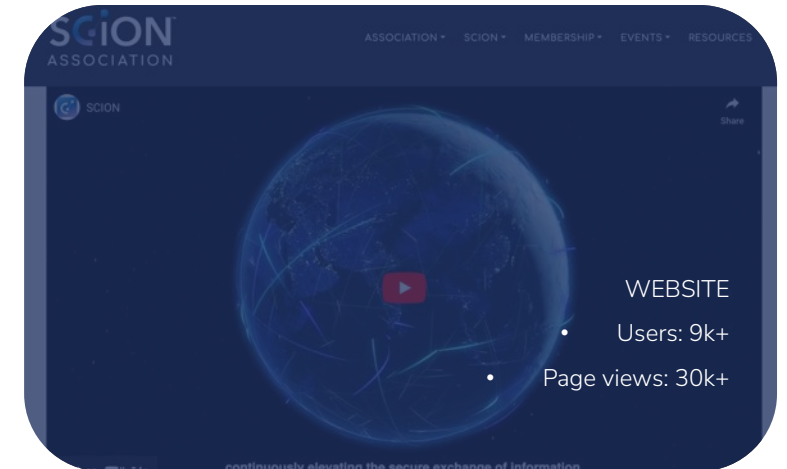 SCiON
ASSOCIATION
ASSOCIATION SCION MEMBERSHIP EVENTS RESOURCES
SCION
Share
WEBSITE
• Users: 9k+
• Page views: 30k+
continuously elevating the secure exchange of information